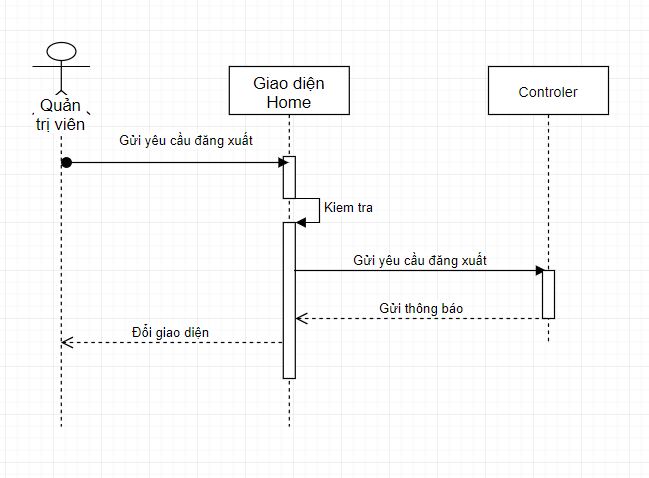 Quản
trị viên
Giao diện
Home
Controler
Gửi yêu cầu đăng xuất
Kiem tra
Gửi yêu cầu đăng xuất
Gửi thông báo
Đổi giao diện